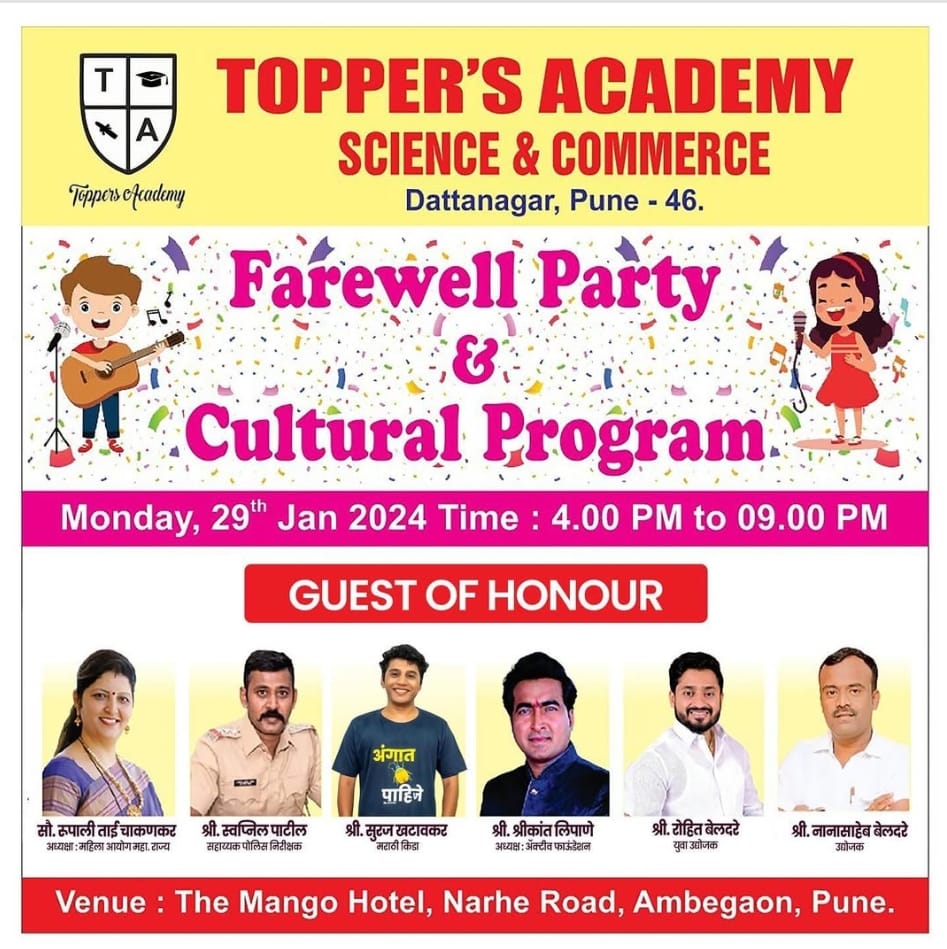 T
A
Toppers Academy
TOPPER'S ACADEMY
SCIENCE & COMMERCE
Dattanagar, Pune - 46.
Farewell Party
&
Cultural Program
Monday, 29th Jan 2024 Time : 4.00 PM to 09.00 PM
GUEST OF HONOUR
अंगात
पाहिजे
सौ. रूपाली ताई चाकणकर
अध्यक्षा : महिला आयोग महा. राज्य
श्री. स्वप्निल पाटील
सहाय्यक पोलिस निरीक्षक
श्री. सुरज खटावकर
मराठी किडा
श्री. श्रीकांत लिपाणे
अध्यक्ष : ॲक्टीव फाऊंडेशन
श्री. रोहित बेलदरे
युवा उद्योजक
श्री. नानासाहेब बेलदरे
उद्योजक
Venue : The Mango Hotel, Narhe Road, Ambegaon, Pune.